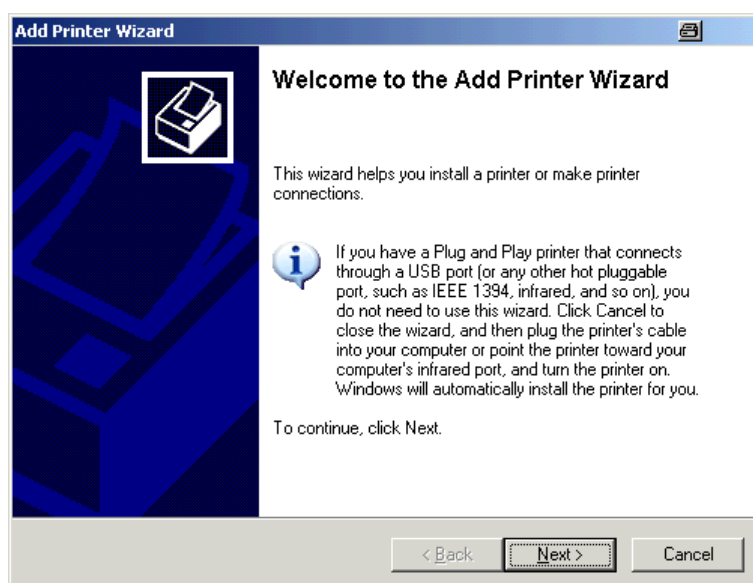 Add Printer Wizard
Welcome to the Add Printer Wizard
This wizard helps you install a printer or make printer
connections.
If you have a Plug and Play printer that connects
through a USB port (or any other hot pluggable
port, such as IEEE 1394, infrared, and so on), you
do not need to use this wizard. Click Cancel to
close the wizard, and then plug the printer's cable
into your computer or point the printer toward your
computer's infrared port, and turn the printer on.
Windows will automatically install the printer for you.
To continue, click Next.
< Back Next > Cancel